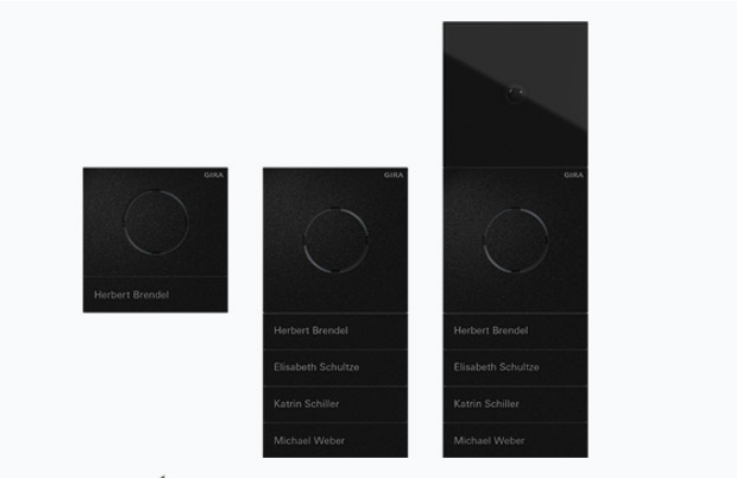 GIRA
Herbert Brendel
GIRA
Herbert Brendel
Elisabeth Schultze
Katrin Schiller
Michael Weber
GIRA
Herbert Brendel
Elisabeth Schultze
Katrin Schiller
Michael Weber